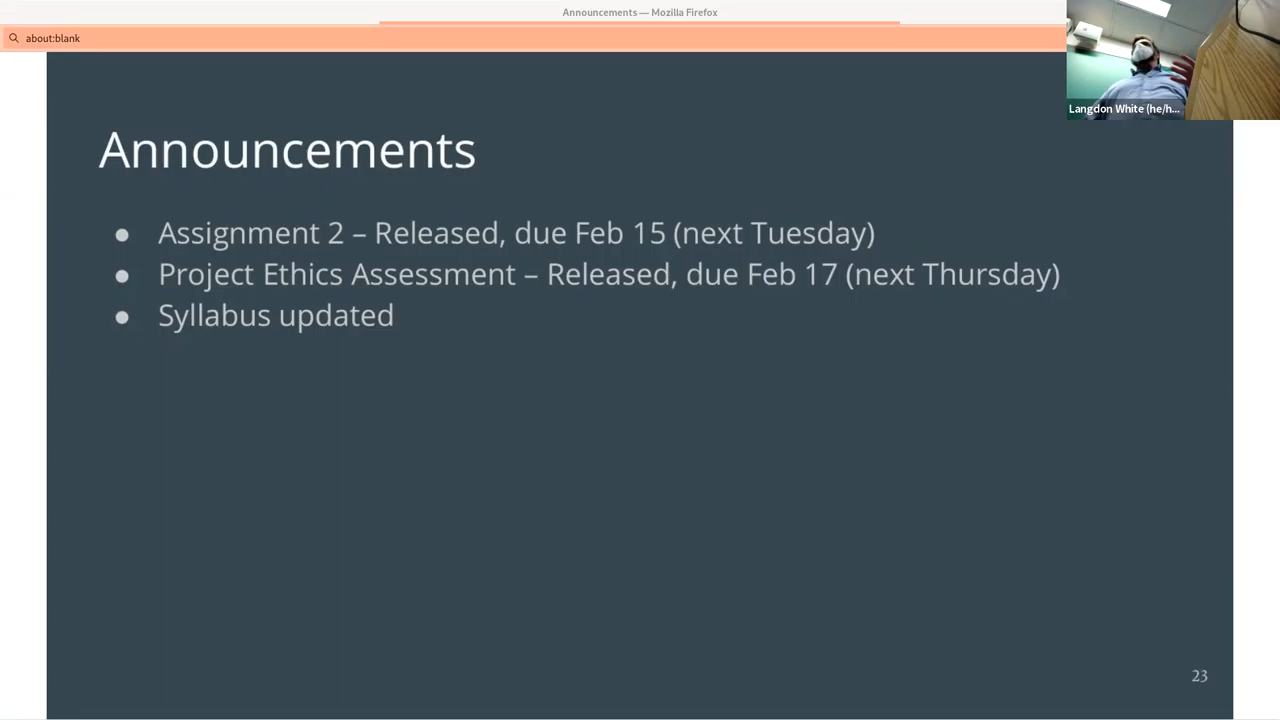 Announcements — Mozilla Firefox
about:blank
Langdon White (he/h...
Announcements
● Assignment 2 – Released, due Feb 15 (next Tuesday)
● Project Ethics Assessment – Released, due Feb 17 (next Thursday)
● Syllabus updated
23